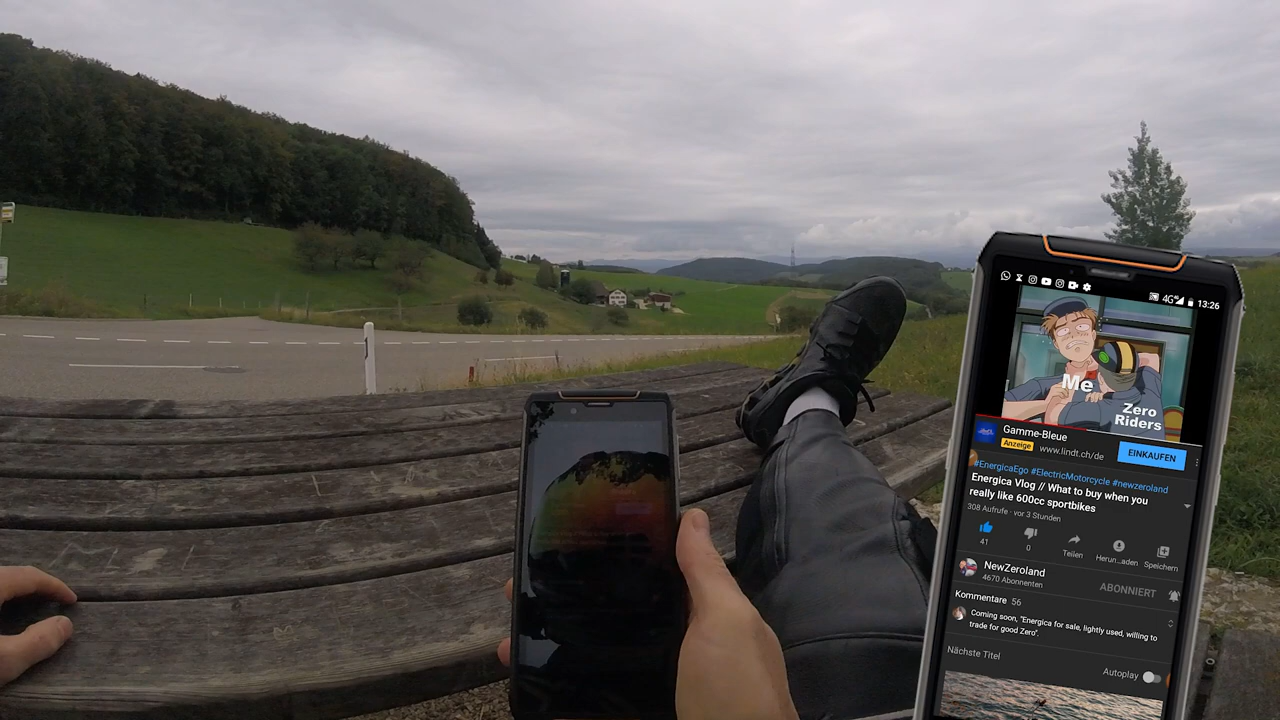 4G 13:26
Me
Zero
Riders
Gamme-Bleue
Anzeige www.lindt.ch/de
EINKAUFEN
#EnergicaEgo #ElectricMotorcycle #newzeroland
Energica Vlog // What to buy when you
really like 600cc sportbikes
308 Aufrufe · vor 3 Stunden
41 0 Teilen Herun...aden Speichern
NewZeroland
4670 Abonnenten
ABONNIERT
Kommentare 56
Coming soon, "Energica for sale, lightly used, willing to
trade for good Zero".
Nächste Titel
Autoplay